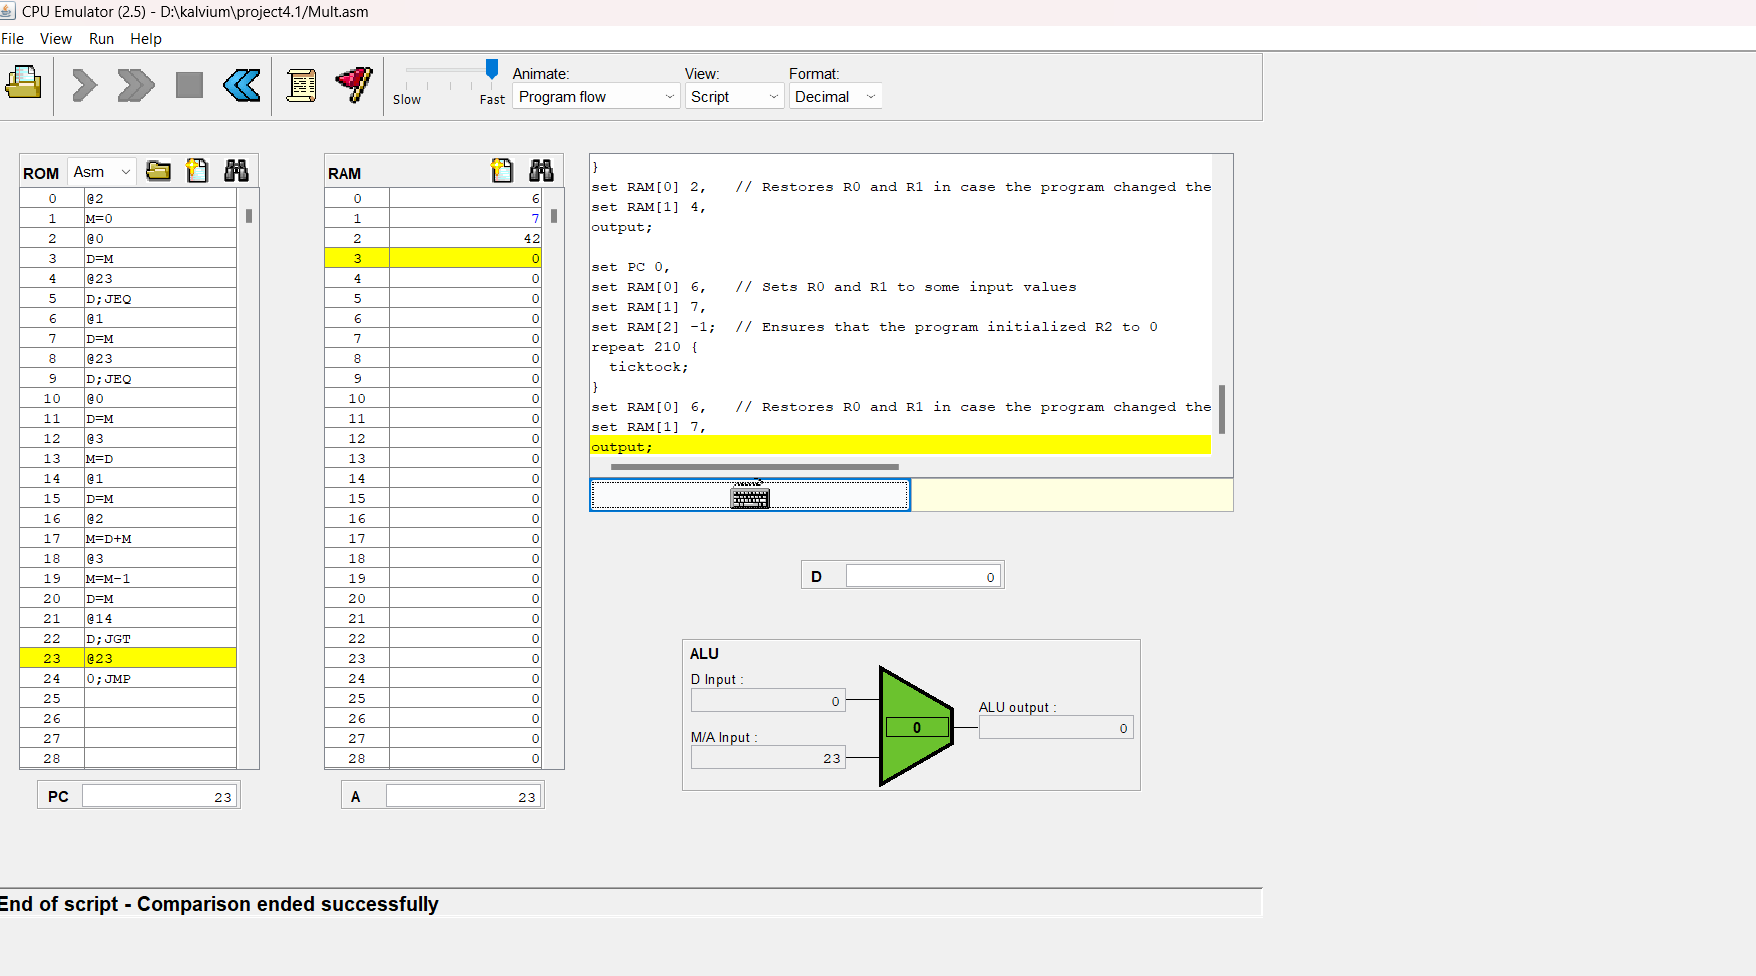 CPU Emulator (2.5) - D:\kalvium\project4.1/Mult.asm
File View Run Help
Slow Fast
Animate: View: Format:
Program flow Script Decimal
ROM Asm
0 @2
1 M=0
2 @0
3 D=M
4 @23
5 D;JEQ
6 @1
7 D=M
8 @23
9 D;JEQ
10 @0
11 D=M
12 @3
13 M=D
14 @1
15 D=M
16 @2
17 M=D+M
18 @3
19 M=M-1
20 D=M
21 @14
22 D;JGT
23 @23
24 0;JMP
25
26
27
28
PC 23
RAM
0 6
1 7
2 42
3 0
4 0
5 0
6 0
7 0
8 0
9 0
10 0
11 0
12 0
13 0
14 0
15 0
16 0
17 0
18 0
19 0
20 0
21 0
22 0
23 0
24 0
25 0
26 0
27 0
28 0
A 23
}
set RAM[0] 2,   // Restores R0 and R1 in case the program changed the
set RAM[1] 4,
output;
set PC 0,
set RAM[0] 6,   // Sets R0 and R1 to some input values
set RAM[1] 7,
set RAM[2] -1;  // Ensures that the program initialized R2 to 0
repeat 210 {
ticktock;
}
set RAM[0] 6,   // Restores R0 and R1 in case the program changed the
set RAM[1] 7,
output;
D 0
ALU
D Input :
0
M/A Input :
23
0
ALU output :
0
End of script - Comparison ended successfully